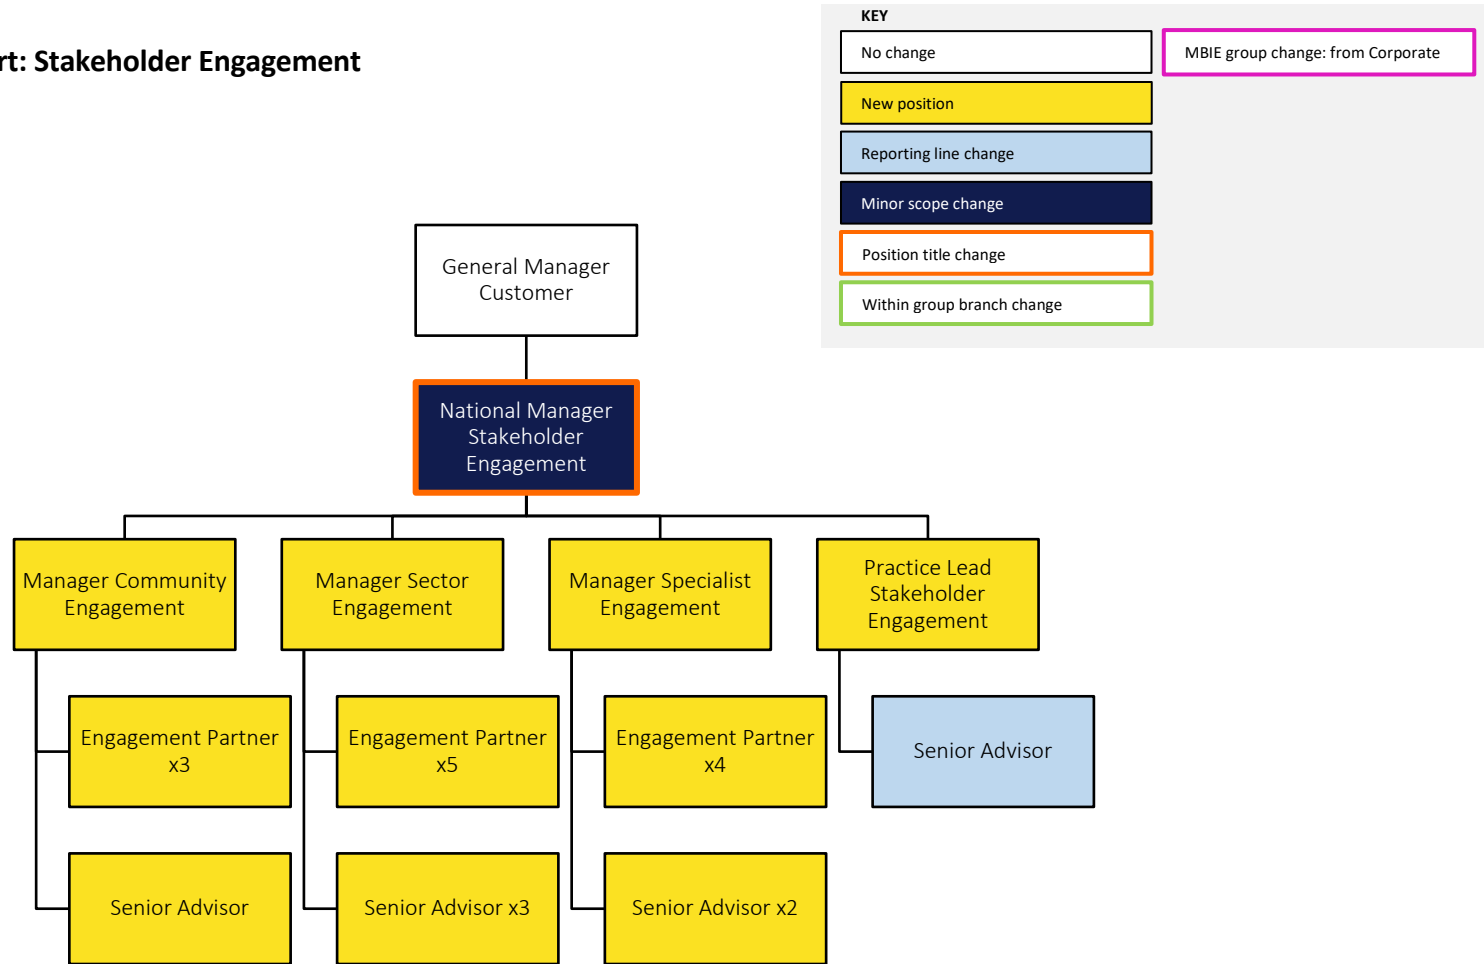 rt: Stakeholder Engagement
KEY
No change
MBIE group change: from Corporate
New position
Reporting line change
Minor scope change
Position title change
Within group branch change
General Manager
Customer
National Manager
Stakeholder
Engagement
Manager Community
Engagement
Manager Sector
Engagement
Manager Specialist
Engagement
Practice Lead
Stakeholder
Engagement
Engagement Partner
x3
Engagement Partner
x5
Engagement Partner
x4
Senior Advisor
Senior Advisor
Senior Advisor x3
Senior Advisor x2